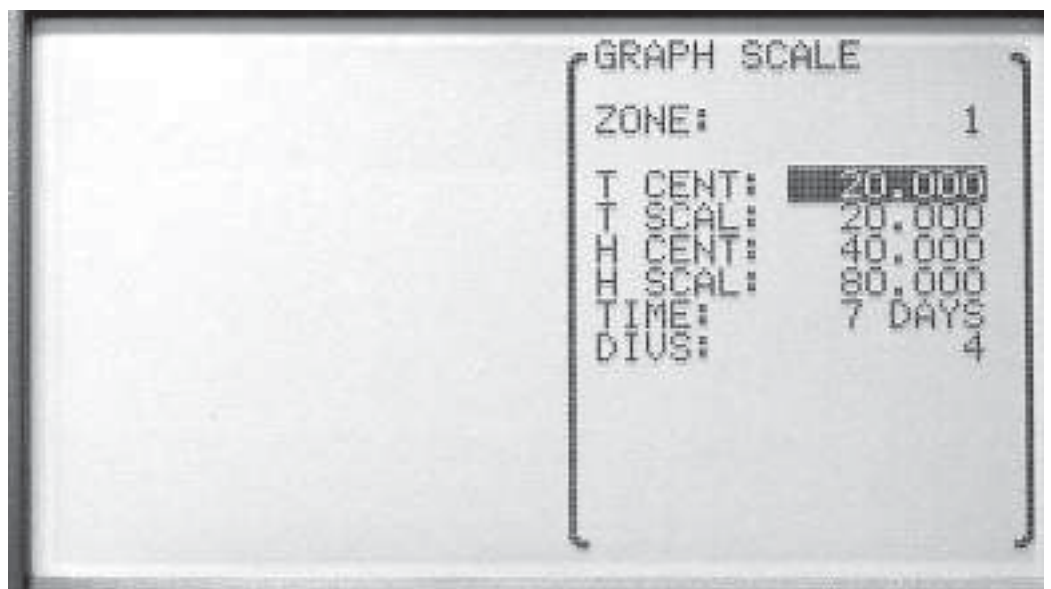 GRAPH SCALE
ZONE: 1
T CENT: 20.000
T SCAL: 20.000
H CENT: 40.000
H SCAL: 80.000
TIME: 7 DAYS
DIVS: 4